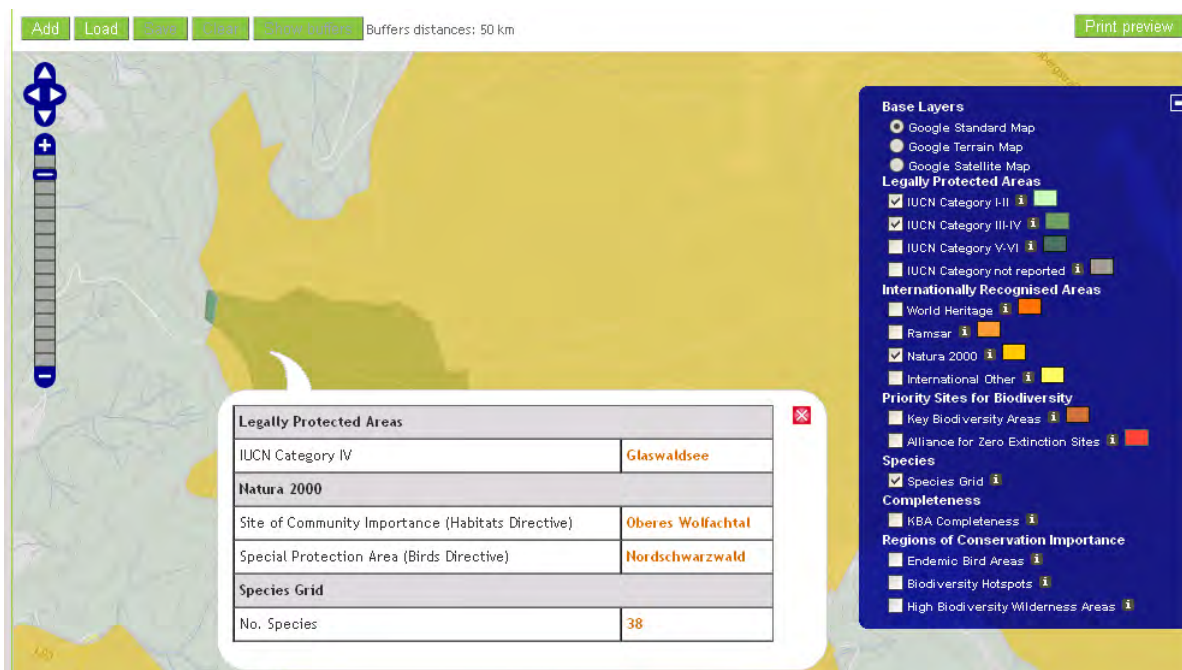 Add Load Buffers distances: 50 km Print preview
Base Layers
Google Standard Map
Google Terrain Map
Google Satellite Map
Legally Protected Areas
IUCN Category I-II i
IUCN Category III-IV i
IUCN Category V-VI i
IUCN Category not reported i
Internationally Recognised Areas
World Heritage i
Ramsar i
Natura 2000 i
International Other i
Priority Sites for Biodiversity
Key Biodiversity Areas i
Alliance for Zero Extinction Sites i
Species
Species Grid i
Completeness
KBA Completeness i
Regions of Conservation Importance
Endemic Bird Areas i
Biodiversity Hotspots i
High Biodiversity Wilderness Areas i
Legally Protected Areas
IUCN Category IV Glaswaldsee
Natura 2000
Site of Community Importance (Habitats Directive) Oberes Wolfachtal
Special Protection Area (Birds Directive) Nordschwarzwald
Species Grid
No. Species 38